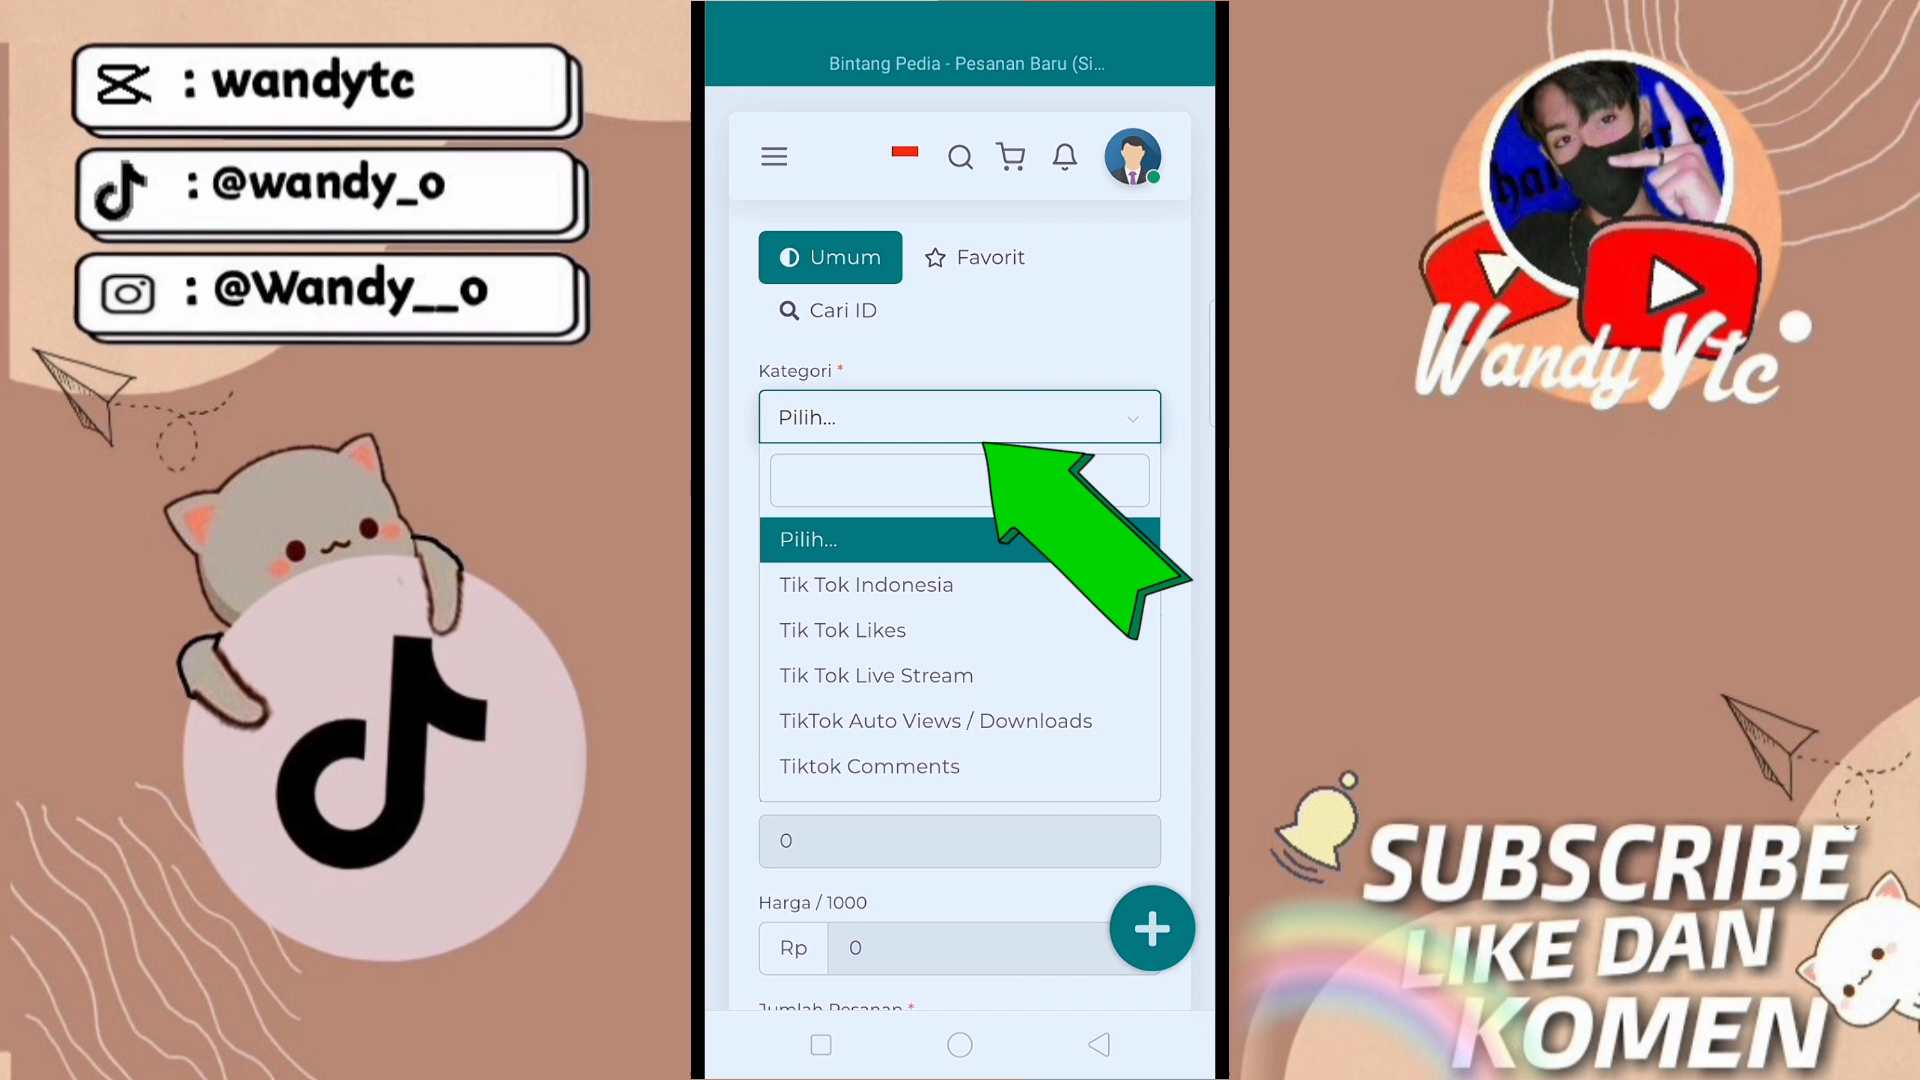 : wandytc
: @wandy_o
: @Wandy__o
Bintang Pedia - Pesanan Baru (Si...
Umum
Favorit
Cari ID
Kategori *
Pilih...
Pilih...
Tik Tok Indonesia
Tik Tok Likes
Tik Tok Live Stream
TikTok Auto Views / Downloads
Tiktok Comments
0
Harga / 1000
Rp 0
Jumlah Pesanan *
Wandy Ytc
SUBSCRIBE
LIKE DAN
KOMEN